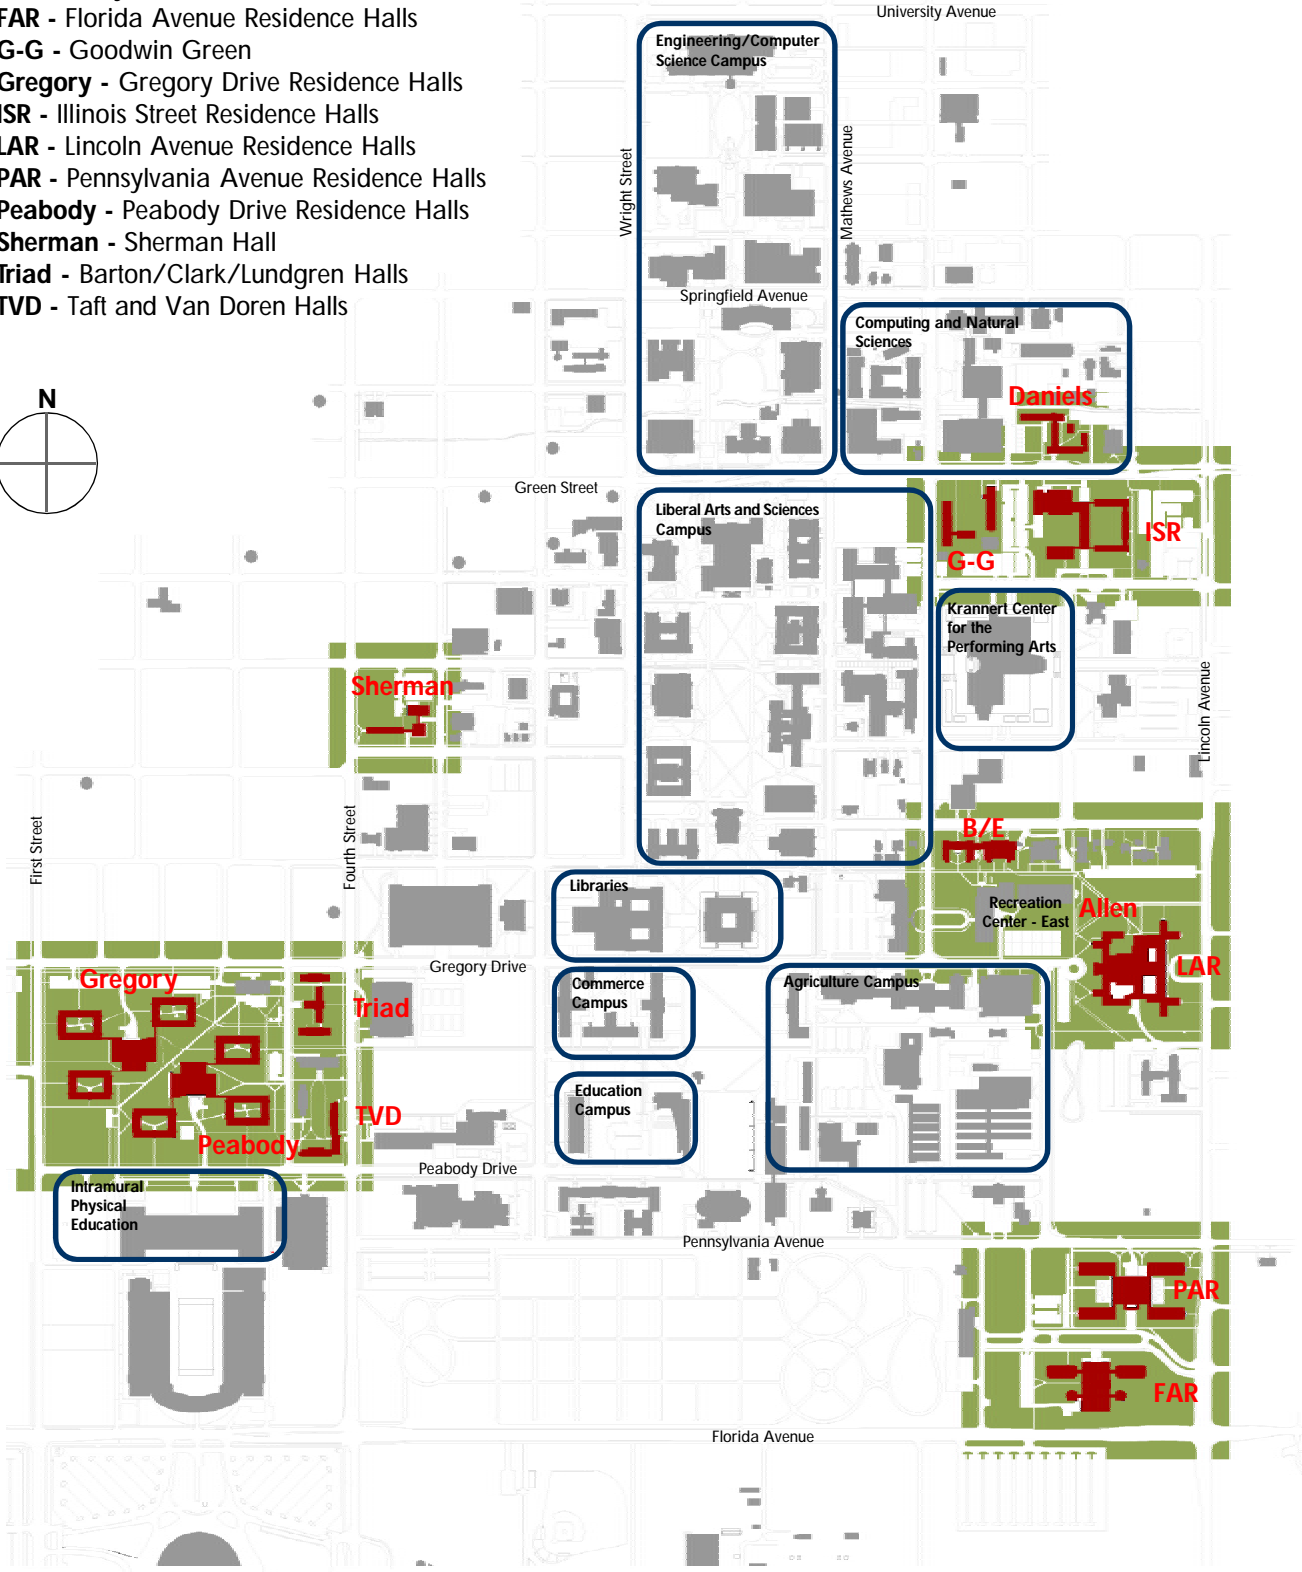 FAR - Florida Avenue Residence Halls
G-G - Goodwin Green
Gregory - Gregory Drive Residence Halls
ISR - Illinois Street Residence Halls
LAR - Lincoln Avenue Residence Halls
PAR - Pennsylvania Avenue Residence Halls
Peabody - Peabody Drive Residence Halls
Sherman - Sherman Hall
Triad - Barton/Clark/Lundgren Halls
TVD - Taft and Van Doren Halls
N
University Avenue
Engineering/Computer
Science Campus
Wright Street
Mathews Avenue
Springfield Avenue
Computing and Natural
Sciences
Daniels
Green Street
Liberal Arts and Sciences
Campus
G-G
ISR
Krannert Center
for the
Performing Arts
Sherman
Lincoln Avenue
First Street
Fourth Street
B/E
Libraries
Recreation
Center - East
Allen
LAR
Gregory Drive
Gregory
Triad
Commerce
Campus
Agriculture Campus
Education
Campus
TVD
Peabody
Peabody Drive
Intramural
Physical
Education
Pennsylvania Avenue
PAR
FAR
Florida Avenue